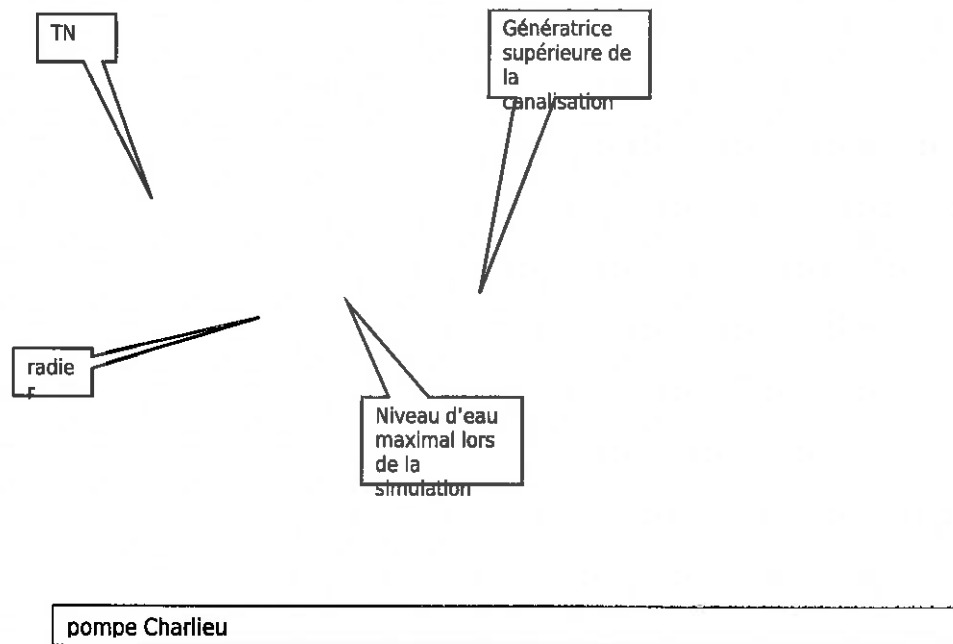 TN
Génératrice
supérieure de
la
canalisation
radie
r
Niveau d'eau
maximal lors
de la
simulation
pompe Charlieu